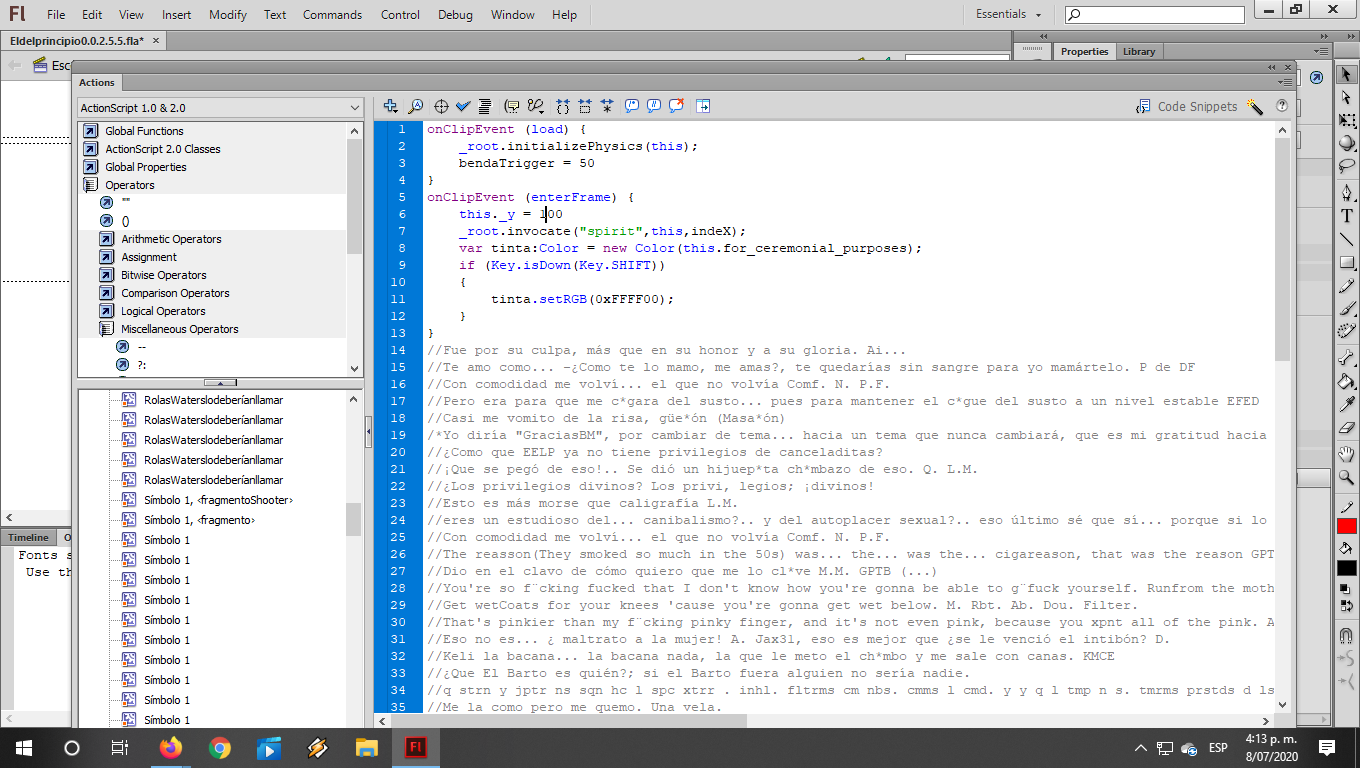 Fl File Edit View Insert Modify Text Commands Control Debug Window Help Essentials
Eldelprincipio0.0.2.5.5.fla* ×
Properties Library
Esc
Actions
ActionScript 1.0 & 2.0
Code Snippets
Global Functions
ActionScript 2.0 Classes
Global Properties
Operators
""
()
Arithmetic Operators
Assignment
Bitwise Operators
Comparison Operators
Logical Operators
Miscellaneous Operators
--
?:
RolasWaterslodeberíanllamar
RolasWaterslodeberíanllamar
RolasWaterslodeberíanllamar
RolasWaterslodeberíanllamar
RolasWaterslodeberíanllamar
Símbolo 1, <fragmentoShooter>
Símbolo 1, <fragmento>
Símbolo 1
Símbolo 1
Símbolo 1
Símbolo 1
Símbolo 1
Símbolo 1
Símbolo 1
Símbolo 1
Símbolo 1
Símbolo 1
Timeline O
Fonts s
Use th
1 onClipEvent (load) {
2 _root.initializePhysics(this);
3 bendaTrigger = 50
4 }
5 onClipEvent (enterFrame) {
6 this._y = 100
7 _root.invocate("spirit",this,indeX);
8 var tinta:Color = new Color(this.for_ceremonial_purposes);
9 if (Key.isDown(Key.SHIFT))
10 {
11 tinta.setRGB(0xFFFF00);
12 }
13 }
14 //Fue por su culpa, más que en su honor y a su gloria. Ai...
15 //Te amo como... -¿Como te lo mamo, me amas?, te quedarías sin sangre para yo mamártelo. P de DF
16 //Con comodidad me volví... el que no volvía Comf. N. P.F.
17 //Pero era para que me c*gara del susto... pues para mantener el c*gue del susto a un nivel estable EFED
18 //Casi me vomito de la risa, güe*ón (Masa*ón)
19 /*Yo diría "GraciasBM", por cambiar de tema... hacia un tema que nunca cambiará, que es mi gratitud hacia
20 //¿Como que EELP ya no tiene privilegios de canceladitas?
21 //¡Que se pegó de eso!.. Se dió un hijuep*ta ch*mbazo de eso. Q. L.M.
22 //¿Los privilegios divinos? Los priví, legios; ¡divinos!
23 //Esto es más morse que caligrafía L.M.
24 //eres un estudioso del... canibalismo?.. y del autoplacer sexual?.. eso último sé que sí... porque si lo
25 //Con comodidad me volví... el que no volvía Comf. N. P.F.
26 //The reasson(They smoked so much in the 50s) was... the... was the... cigareason, that was the reason GPT
27 //Dio en el clavo de cómo quiero que me lo cl*ve M.M. GPTB (...)
28 //You're so f¨cking fucked that I don't know how you're gonna be able to g¨fuck yourself. Runfrom the moth
29 //Get wetCoats for your knees 'cause you're gonna get wet below. M. Rbt. Ab. Dou. Filter.
30 //That's pinkier than my f¨cking pinky finger, and it's not even pink, because you xpnt all of the pink. A
31 //Eso no es... ¿ maltrato a la mujer! A. Jax31, eso es mejor que ¿se le venció el intibón? D.
32 //Keli la bacana... la bacana nada, la que le meto el ch*mbo y me sale con canas. KMCE
33 //¿Que El Barto es quién?; si el Barto fuera alguien no sería nadie.
34 //q strn y jptr ns sqn hc l spc xtrr . inhl. fltrms cm nbs. cmms l cmd. y y q l tmp n s. tmrms prstds d ls
35 //Me la como pero me quemo. Una vela.
ESP
4:13 p. m.
8/07/2020